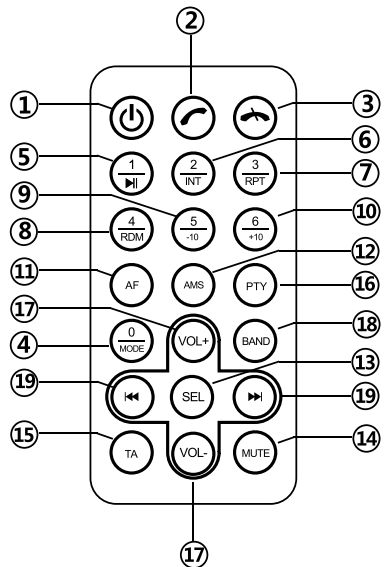 ②
① ③
⑥
⑤ 1 2 INT 3 RPT ⑦
⑨ ⑩
⑧ 4 RDM 5 -10 6 +10
⑪ AF AMS PTY ⑫
⑯
⑰ ⑱
④ 0 MODE VOL+ BAND
⑬
⑲ SEL ⑲
⑮ TA VOL- MUTE ⑭
⑰